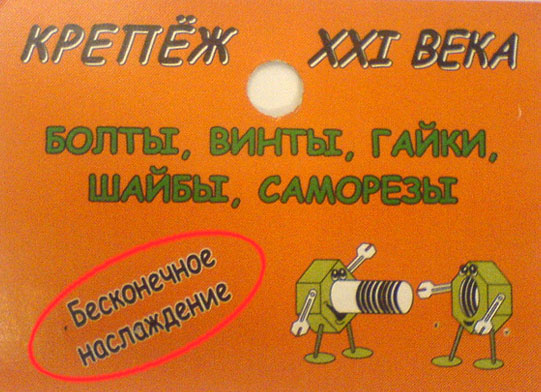 КРЕПЁЖ XXI ВЕКА
БОЛТЫ, ВИНТЫ, ГАЙКИ,
ШАЙБЫ, САМОРЕЗЫ
Бесконечное
наслаждение